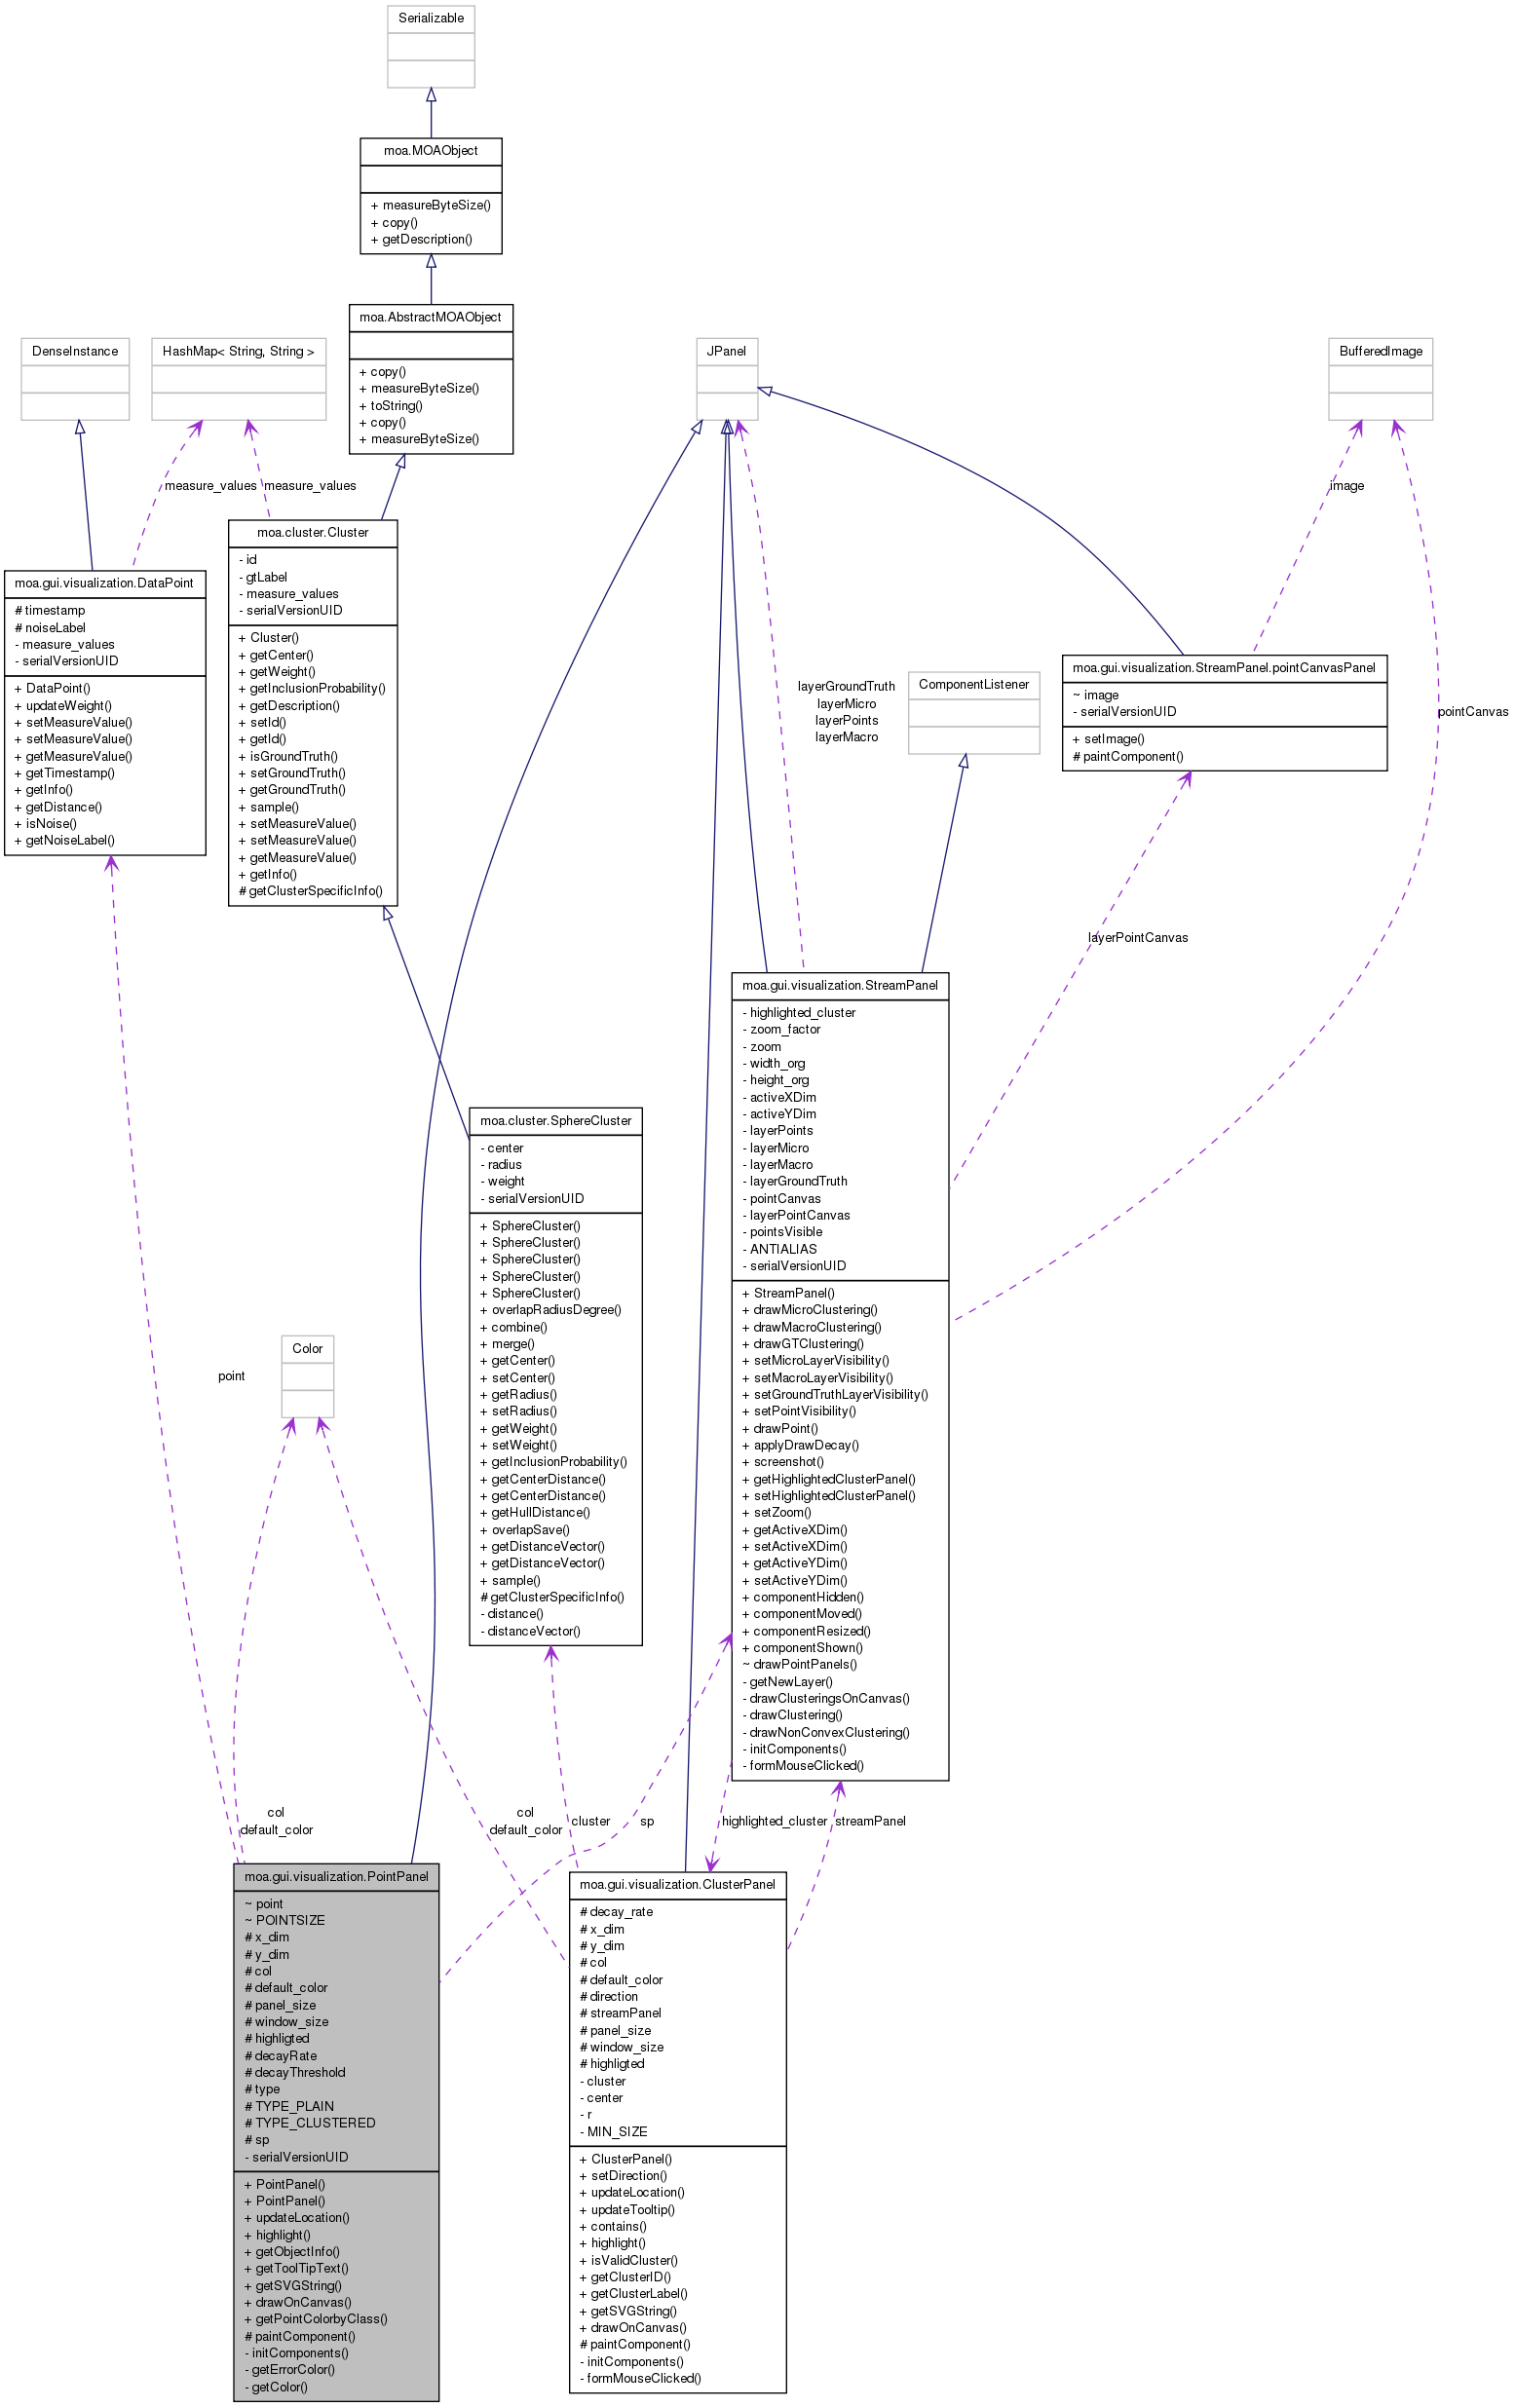 Serializable
moa.MOAObject
+ measureByteSize()
+ copy()
+ getDescription()
moa.AbstractMOAObject
+ copy()
+ measureByteSize()
+ toString()
+ copy()
+ measureByteSize()
DenseInstance
HashMap< String, String >
JPanel
BufferedImage
measure_values
measure_values
image
moa.cluster.Cluster
- id
- gtLabel
- measure_values
- serialVersionUID
+ Cluster()
+ getCenter()
+ getWeight()
+ getInclusionProbability()
+ getDescription()
+ setId()
+ getId()
+ isGroundTruth()
+ setGroundTruth()
+ getGroundTruth()
+ sample()
+ setMeasureValue()
+ setMeasureValue()
+ getMeasureValue()
+ getInfo()
# getClusterSpecificInfo()
moa.gui.visualization.DataPoint
# timestamp
# noiseLabel
- measure_values
- serialVersionUID
+ DataPoint()
+ updateWeight()
+ setMeasureValue()
+ setMeasureValue()
+ getMeasureValue()
+ getTimestamp()
+ getInfo()
+ getDistance()
+ isNoise()
+ getNoiseLabel()
layerGroundTruth
layerMicro
layerPoints
layerMacro
ComponentListener
moa.gui.visualization.StreamPanel.pointCanvasPanel
~ image
- serialVersionUID
+ setImage()
# paintComponent()
pointCanvas
layerPointCanvas
moa.gui.visualization.StreamPanel
- highlighted_cluster
- zoom_factor
- zoom
- width_org
- height_org
- activeXDim
- activeYDim
- layerPoints
- layerMicro
- layerMacro
- layerGroundTruth
- pointCanvas
- layerPointCanvas
- pointsVisible
- ANTIALIAS
- serialVersionUID
+ StreamPanel()
+ drawMicroClustering()
+ drawMacroClustering()
+ drawGTClustering()
+ setMicroLayerVisibility()
+ setMacroLayerVisibility()
+ setGroundTruthLayerVisibility()
+ setPointVisibility()
+ drawPoint()
+ applyDrawDecay()
+ screenshot()
+ getHighlightedClusterPanel()
+ setHighlightedClusterPanel()
+ setZoom()
+ getActiveXDim()
+ setActiveXDim()
+ getActiveYDim()
+ setActiveYDim()
+ componentHidden()
+ componentMoved()
+ componentResized()
+ componentShown()
~ drawPointPanels()
- getNewLayer()
- drawClusteringsOnCanvas()
- drawClustering()
- drawNonConvexClustering()
- initComponents()
- formMouseClicked()
moa.cluster.SphereCluster
- center
- radius
- weight
- serialVersionUID
+ SphereCluster()
+ SphereCluster()
+ SphereCluster()
+ SphereCluster()
+ SphereCluster()
+ overlapRadiusDegree()
+ combine()
+ merge()
+ getCenter()
+ setCenter()
+ getRadius()
+ setRadius()
+ getWeight()
+ setWeight()
+ getInclusionProbability()
+ getCenterDistance()
+ getCenterDistance()
+ getHullDistance()
+ overlapSave()
+ getDistanceVector()
+ getDistanceVector()
+ sample()
# getClusterSpecificInfo()
- distance()
- distanceVector()
Color
point
col
default_color
col
default_color
cluster
sp
highlighted_cluster
streamPanel
moa.gui.visualization.PointPanel
~ point
~ POINTSIZE
# x_dim
# y_dim
# col
# default_color
# panel_size
# window_size
# highligted
# decayRate
# decayThreshold
# type
# TYPE_PLAIN
# TYPE_CLUSTERED
# sp
- serialVersionUID
+ PointPanel()
+ PointPanel()
+ updateLocation()
+ highlight()
+ getObjectInfo()
+ getToolTipText()
+ getSVGString()
+ drawOnCanvas()
+ getPointColorbyClass()
# paintComponent()
- initComponents()
- getErrorColor()
- getColor()
moa.gui.visualization.ClusterPanel
# decay_rate
# x_dim
# y_dim
# col
# default_color
# direction
# streamPanel
# panel_size
# window_size
# highligted
- cluster
- center
- r
- MIN_SIZE
+ ClusterPanel()
+ setDirection()
+ updateLocation()
+ updateTooltip()
+ contains()
+ highlight()
+ isValidCluster()
+ getClusterID()
+ getClusterLabel()
+ getSVGString()
+ drawOnCanvas()
# paintComponent()
- initComponents()
- formMouseClicked()